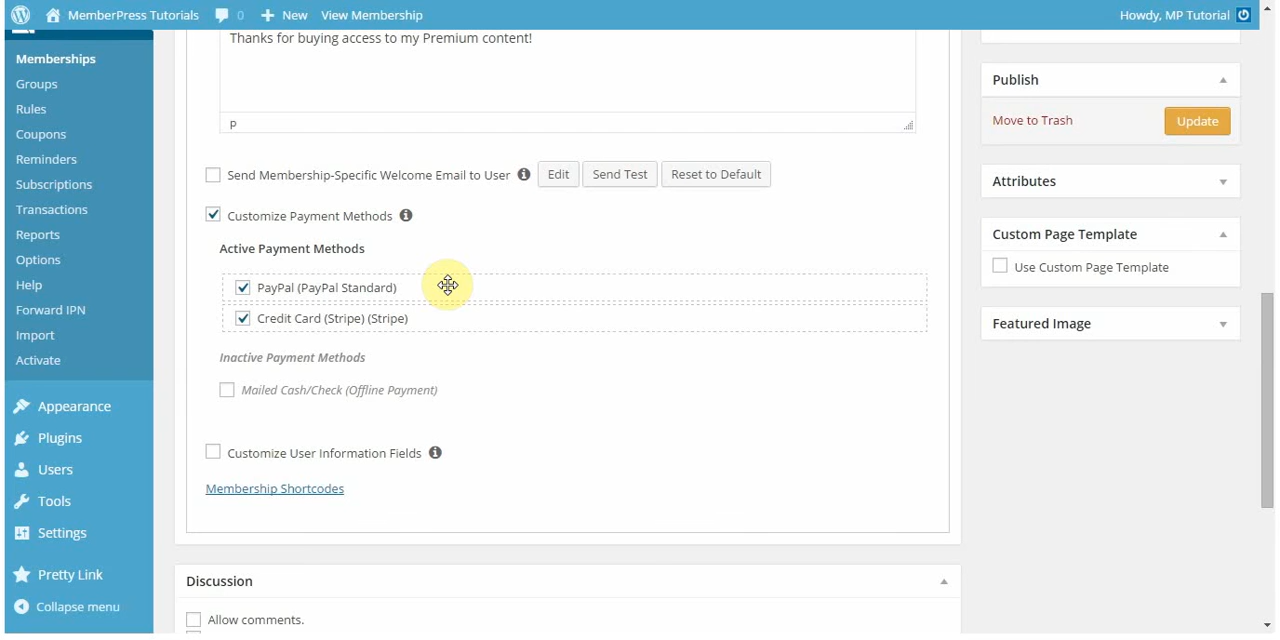 MemberPress Tutorials 0 New View Membership Howdy, MP Tutorial
Memberships
Groups
Rules
Coupons
Reminders
Subscriptions
Transactions
Reports
Options
Help
Forward IPN
Import
Activate
Appearance
Plugins
Users
Tools
Settings
Pretty Link
Collapse menu
Thanks for buying access to my Premium content!
p
Send Membership-Specific Welcome Email to User Edit Send Test Reset to Default
Customize Payment Methods
Active Payment Methods
PayPal (PayPal Standard)
Credit Card (Stripe) (Stripe)
Inactive Payment Methods
Mailed Cash/Check (Offline Payment)
Customize User Information Fields
Membership Shortcodes
Discussion
Allow comments.
Publish
Move to Trash Update
Attributes
Custom Page Template
Use Custom Page Template
Featured Image